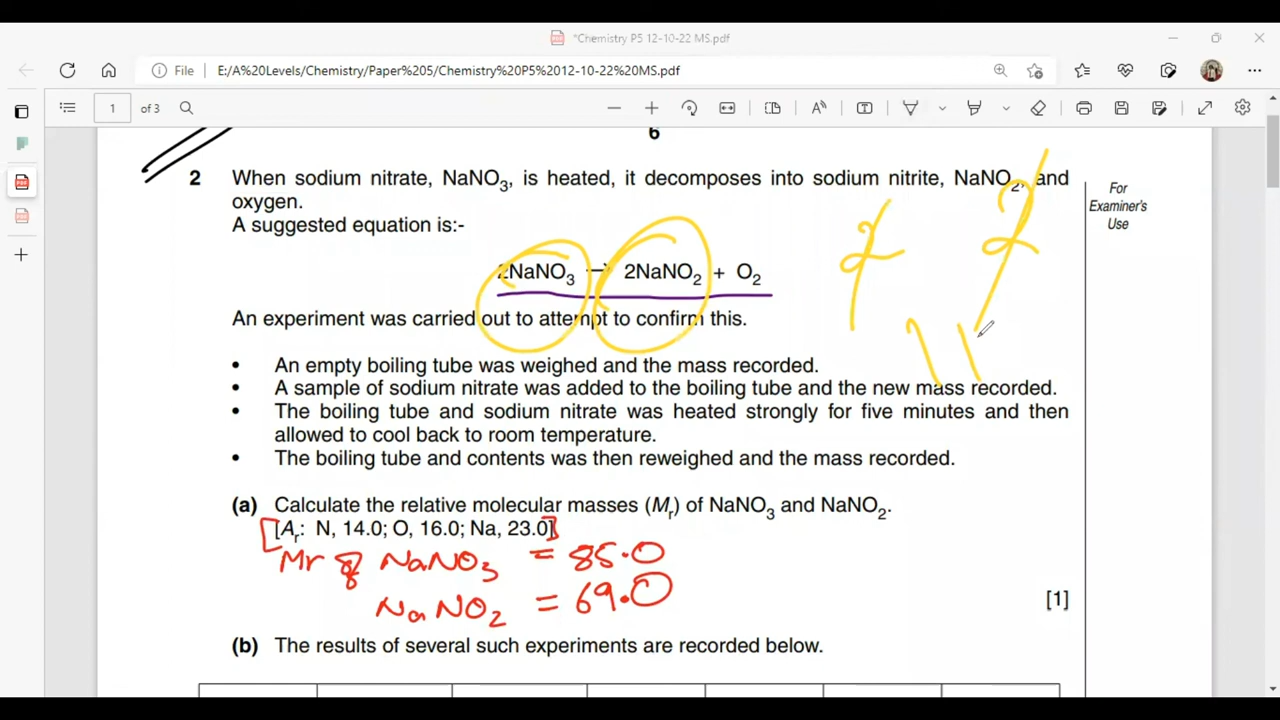 *Chemistry P5 12-10-22 MS.pdf
File E:/A%20Levels/Chemistry/Paper%205/Chemistry%20P5%2012-10-22%20MS.pdf
1 of 3
6
2 When sodium nitrate, NaNO₃, is heated, it decomposes into sodium nitrite, NaNO₂, and
oxygen.
For
Examiner's
Use
A suggested equation is:-
2 2
2NaNO₃ → 2NaNO₂ + O₂
An experiment was carried out to attempt to confirm this.
• An empty boiling tube was weighed and the mass recorded.
• A sample of sodium nitrate was added to the boiling tube and the new mass recorded.
• The boiling tube and sodium nitrate was heated strongly for five minutes and then
allowed to cool back to room temperature.
• The boiling tube and contents was then reweighed and the mass recorded.
(a) Calculate the relative molecular masses (Mᵣ) of NaNO₃ and NaNO₂.
[Aᵣ: N, 14.0; O, 16.0; Na, 23.0]
Mr of NaNO₃ = 85.0
NaNO₂ = 69.0
[1]
(b) The results of several such experiments are recorded below.